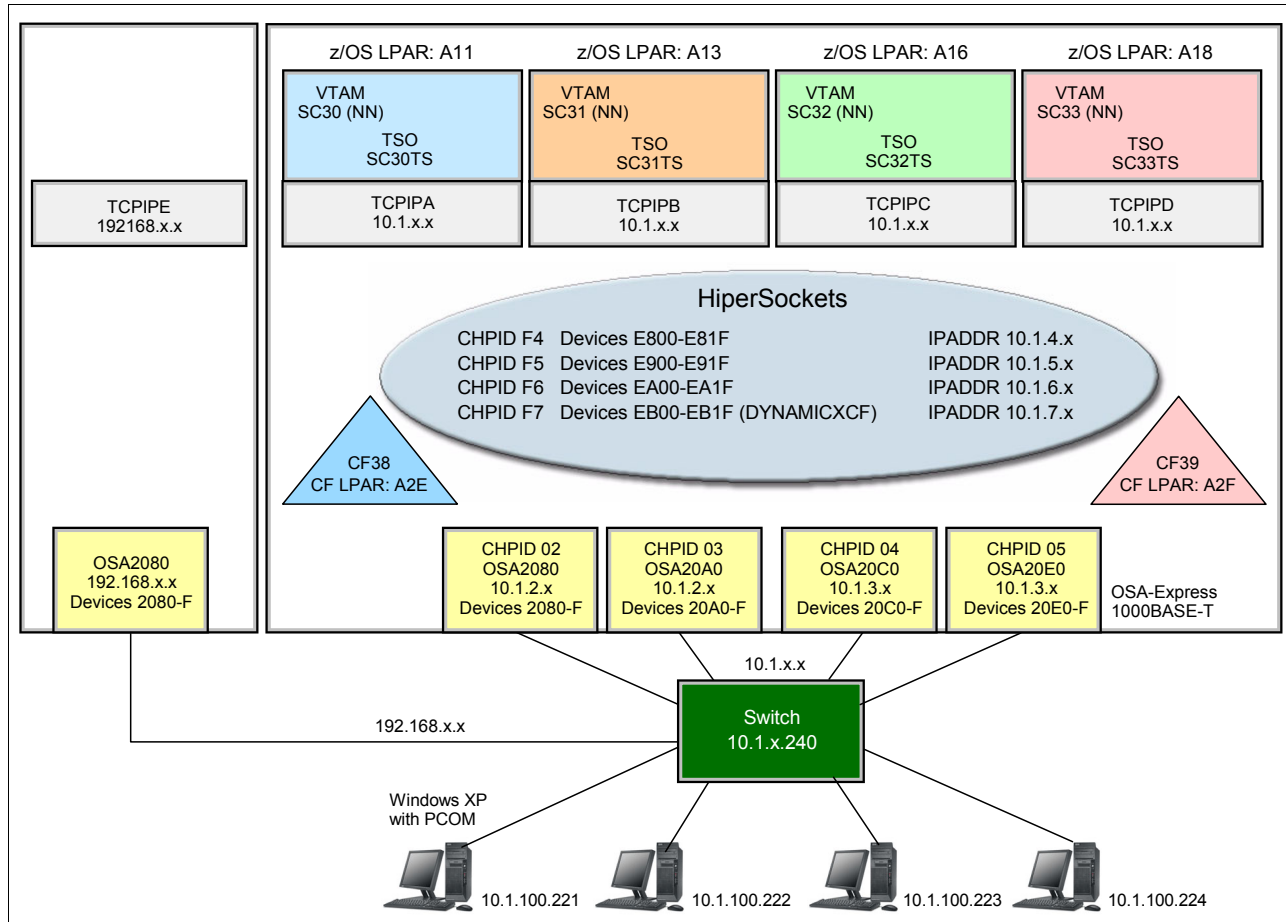 z/OS LPAR: A11
z/OS LPAR: A13
z/OS LPAR: A16
z/OS LPAR: A18
VTAM
SC30 (NN)
TSO
SC30TS
VTAM
SC31 (NN)
TSO
SC31TS
VTAM
SC32 (NN)
TSO
SC32TS
VTAM
SC33 (NN)
TSO
SC33TS
TCPIPE
192168.x.x
TCPIPA
10.1.x.x
TCPIPB
10.1.x.x
TCPIPC
10.1.x.x
TCPIPD
10.1.x.x
HiperSockets
CHPID F4 Devices E800-E81F IPADDR 10.1.4.x
CHPID F5 Devices E900-E91F IPADDR 10.1.5.x
CHPID F6 Devices EA00-EA1F IPADDR 10.1.6.x
CHPID F7 Devices EB00-EB1F (DYNAMICXCF) IPADDR 10.1.7.x
CF38
CF LPAR: A2E
CF39
CF LPAR: A2F
OSA2080
192.168.x.x
Devices 2080-F
CHPID 02
OSA2080
10.1.2.x
Devices 2080-F
CHPID 03
OSA20A0
10.1.2.x
Devices 20A0-F
CHPID 04
OSA20C0
10.1.3.x
Devices 20C0-F
CHPID 05
OSA20E0
10.1.3.x
Devices 20E0-F
OSA-Express
1000BASE-T
10.1.x.x
192.168.x.x
Switch
10.1.x.240
Windows XP
with PCOM
10.1.100.221
10.1.100.222
10.1.100.223
10.1.100.224